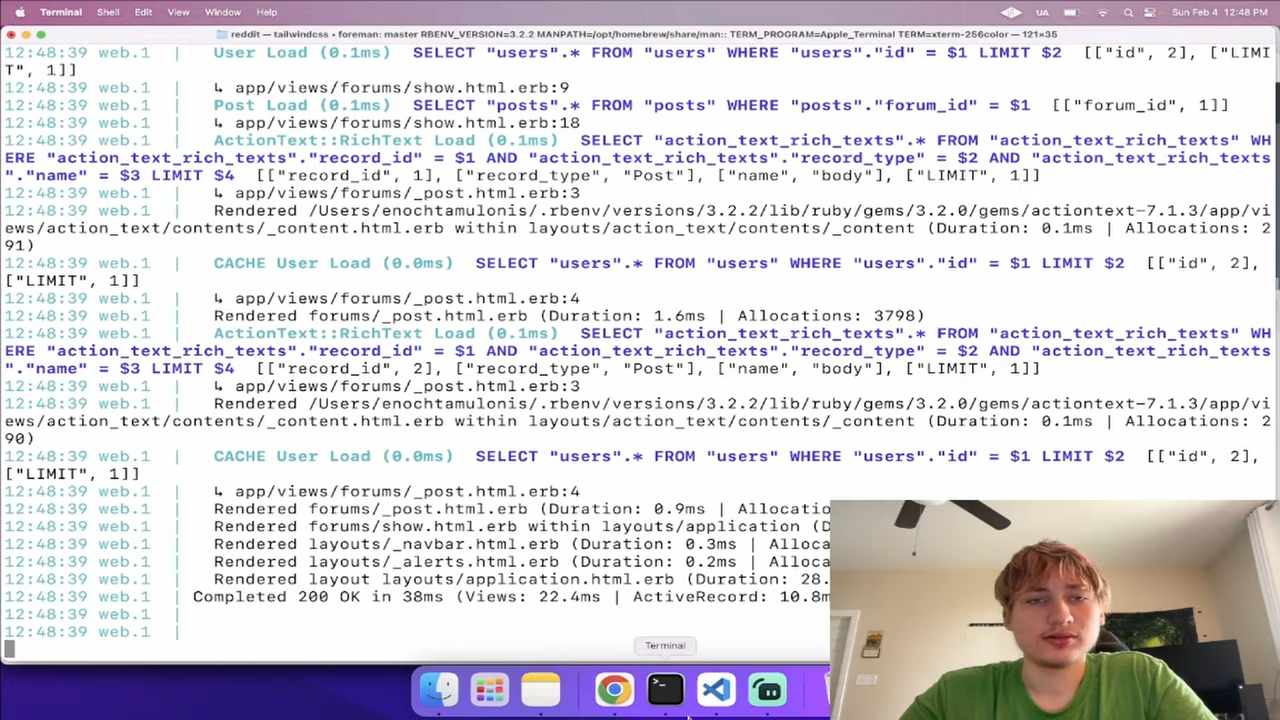 Terminal Shell Edit View Window Help UA Sun Feb 4 12:48 PM
reddit — tailwindcss ‹ foreman: master RBENV_VERSION=3.2.2 MANPATH=/opt/homebrew/share/man:: TERM_PROGRAM=Apple_Terminal TERM=xterm-256color — 121×35
12:48:39 web.1 | User Load (0.1ms) SELECT "users".* FROM "users" WHERE "users"."id" = $1 LIMIT $2 [["id", 2], ["LIMI
T", 1]]
12:48:39 web.1 | ↳ app/views/forums/show.html.erb:9
12:48:39 web.1 | Post Load (0.1ms) SELECT "posts".* FROM "posts" WHERE "posts"."forum_id" = $1 [["forum_id", 1]]
12:48:39 web.1 | ↳ app/views/forums/show.html.erb:18
12:48:39 web.1 | ActionText::RichText Load (0.1ms) SELECT "action_text_rich_texts".* FROM "action_text_rich_texts" WH
ERE "action_text_rich_texts"."record_id" = $1 AND "action_text_rich_texts"."record_type" = $2 AND "action_text_rich_texts
"."name" = $3 LIMIT $4 [["record_id", 1], ["record_type", "Post"], ["name", "body"], ["LIMIT", 1]]
12:48:39 web.1 | ↳ app/views/forums/_post.html.erb:3
12:48:39 web.1 | Rendered /Users/enochtamulonis/.rbenv/versions/3.2.2/lib/ruby/gems/3.2.0/gems/actiontext-7.1.3/app/vi
ews/action_text/contents/_content.html.erb within layouts/action_text/contents/_content (Duration: 0.1ms | Allocations: 2
91)
12:48:39 web.1 | CACHE User Load (0.0ms) SELECT "users".* FROM "users" WHERE "users"."id" = $1 LIMIT $2 [["id", 2],
["LIMIT", 1]]
12:48:39 web.1 | ↳ app/views/forums/_post.html.erb:4
12:48:39 web.1 | Rendered forums/_post.html.erb (Duration: 1.6ms | Allocations: 3798)
12:48:39 web.1 | ActionText::RichText Load (0.1ms) SELECT "action_text_rich_texts".* FROM "action_text_rich_texts" WH
ERE "action_text_rich_texts"."record_id" = $1 AND "action_text_rich_texts"."record_type" = $2 AND "action_text_rich_texts
"."name" = $3 LIMIT $4 [["record_id", 2], ["record_type", "Post"], ["name", "body"], ["LIMIT", 1]]
12:48:39 web.1 | ↳ app/views/forums/_post.html.erb:3
12:48:39 web.1 | Rendered /Users/enochtamulonis/.rbenv/versions/3.2.2/lib/ruby/gems/3.2.0/gems/actiontext-7.1.3/app/vi
ews/action_text/contents/_content.html.erb within layouts/action_text/contents/_content (Duration: 0.1ms | Allocations: 2
90)
12:48:39 web.1 | CACHE User Load (0.0ms) SELECT "users".* FROM "users" WHERE "users"."id" = $1 LIMIT $2 [["id", 2],
["LIMIT", 1]]
12:48:39 web.1 | ↳ app/views/forums/_post.html.erb:4
12:48:39 web.1 | Rendered forums/_post.html.erb (Duration: 0.9ms | Allocatio
12:48:39 web.1 | Rendered forums/show.html.erb within layouts/application (D
12:48:39 web.1 | Rendered layouts/_navbar.html.erb (Duration: 0.3ms | Alloca
12:48:39 web.1 | Rendered layouts/_alerts.html.erb (Duration: 0.2ms | Alloca
12:48:39 web.1 | Rendered layout layouts/application.html.erb (Duration: 28.
12:48:39 web.1 | Completed 200 OK in 38ms (Views: 22.4ms | ActiveRecord: 10.8m
12:48:39 web.1 |
12:48:39 web.1 |
Terminal